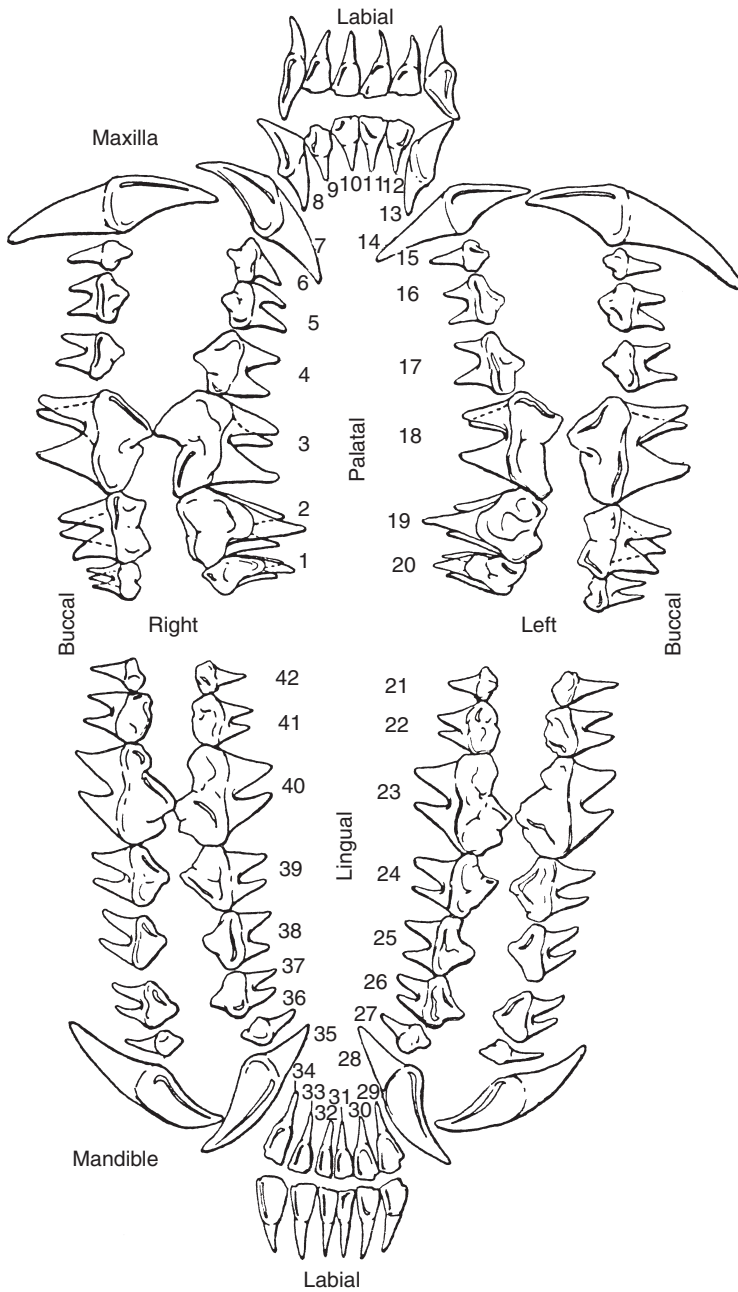 Labial
Maxilla
8 9 10 11 12 13
7 14
6 15
5 16
4 17
3 Palatal 18
2 19
1 20
Buccal Right Left Buccal
42 21
41 22
40 23
39 Lingual 24
38 25
37 26
36 27
35 28
34 33 32 31 30 29
Mandible
Labial